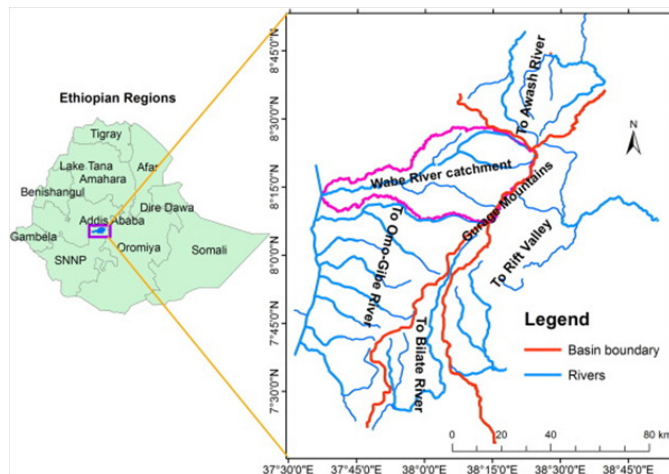 Ethiopian Regions
Tigray
Lake Tana
Afar
Amahara
Benishangul
Addis Ababa
Dire Dawa
Gambela
Oromiya
Somali
SNNP
8°45'0"N
8°30'0"N
8°15'0"N
8°0'0"N
7°45'0"N
7°30'0"N
To Awash River
N
Wabe River catchment
Gurage Mountains
To Omo-Gibe River
To Rift Valley
To Bilate River
Legend
Basin boundary
Rivers
0 20 40 80 km
37°30'0"E 37°45'0"E 38°0'0"E 38°15'0"E 38°30'0"E 38°45'0"E